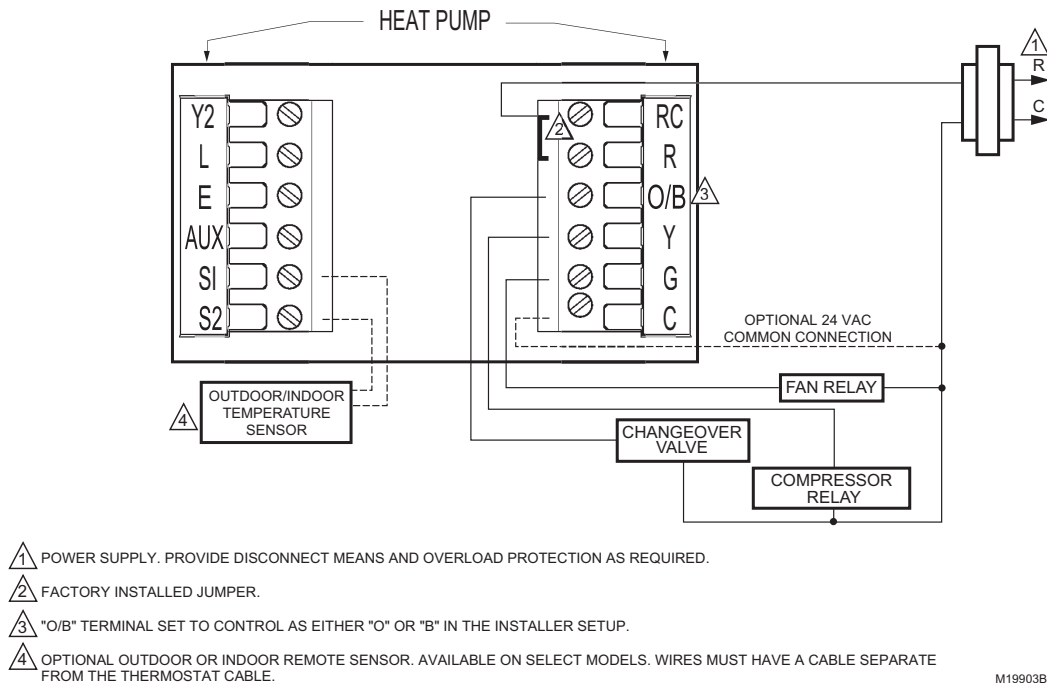 HEAT PUMP
1
R
C
Y2
L
E
AUX
S1
S2
2
RC
R
O/B
3
Y
G
C
OPTIONAL 24 VAC
COMMON CONNECTION
FAN RELAY
4
OUTDOOR/INDOOR
TEMPERATURE
SENSOR
CHANGEOVER
VALVE
COMPRESSOR
RELAY
1 POWER SUPPLY. PROVIDE DISCONNECT MEANS AND OVERLOAD PROTECTION AS REQUIRED.
2 FACTORY INSTALLED JUMPER.
3 "O/B" TERMINAL SET TO CONTROL AS EITHER "O" OR "B" IN THE INSTALLER SETUP.
4 OPTIONAL OUTDOOR OR INDOOR REMOTE SENSOR. AVAILABLE ON SELECT MODELS. WIRES MUST HAVE A CABLE SEPARATE
FROM THE THERMOSTAT CABLE.
M19903B